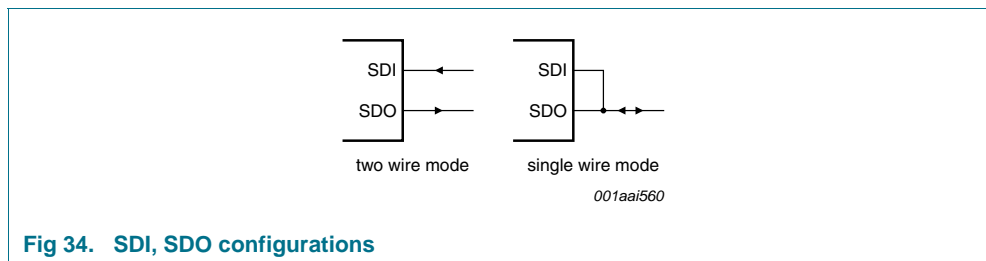 SDI
SDO
two wire mode
SDI
SDO
single wire mode
001aai560
Fig 34. SDI, SDO configurations